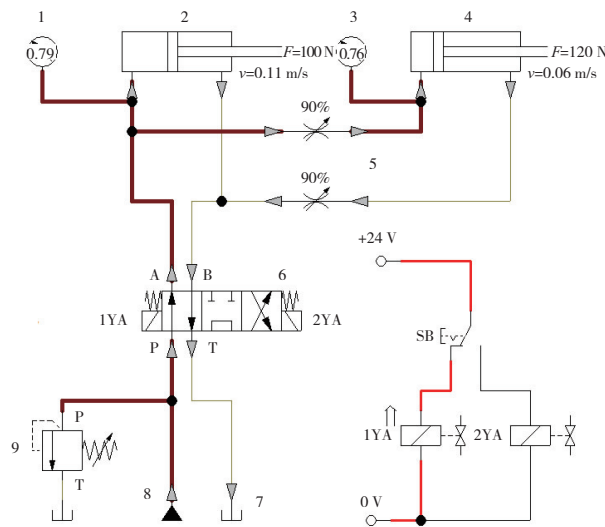 1
2
3
4
0.79
F=100 N
0.76
F=120 N
v=0.11 m/s
v=0.06 m/s
90%
5
90%
+24 V
A
B
6
1YA
2YA
SB
P
T
P
1YA
2YA
9
T
8
7
0 V